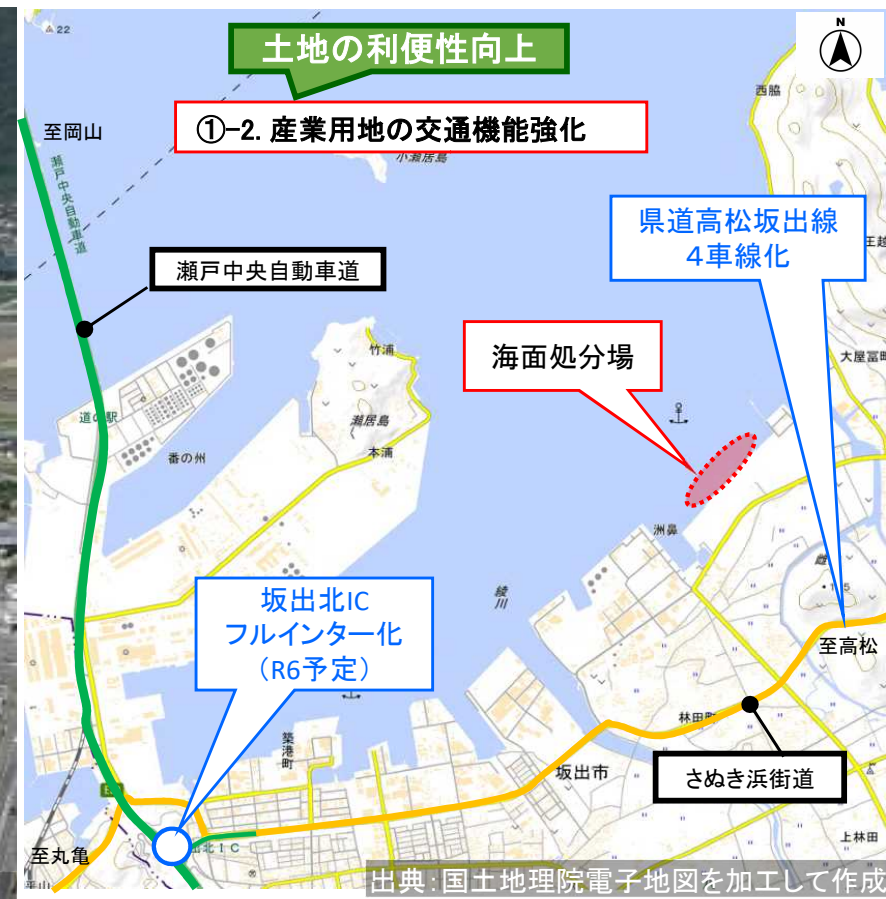 土地の利便性向上
①-2. 産業用地の交通機能強化
N
22
西脇
至岡山
小瀬居島
瀬戸中央自動車道
県道高松坂出線
4車線化
瀬戸中央自動車道
竹浦
海面処分場
大屋冨町
瀬居島
道の駅
本浦
番の州
洲鼻
綾川
坂出北IC
フルインター化
（R6予定）
至高松
林田町
築港町
坂出市
さぬき浜街道
上林田
至丸亀
出北IC
出典：国土地理院電子地図を加工して作成